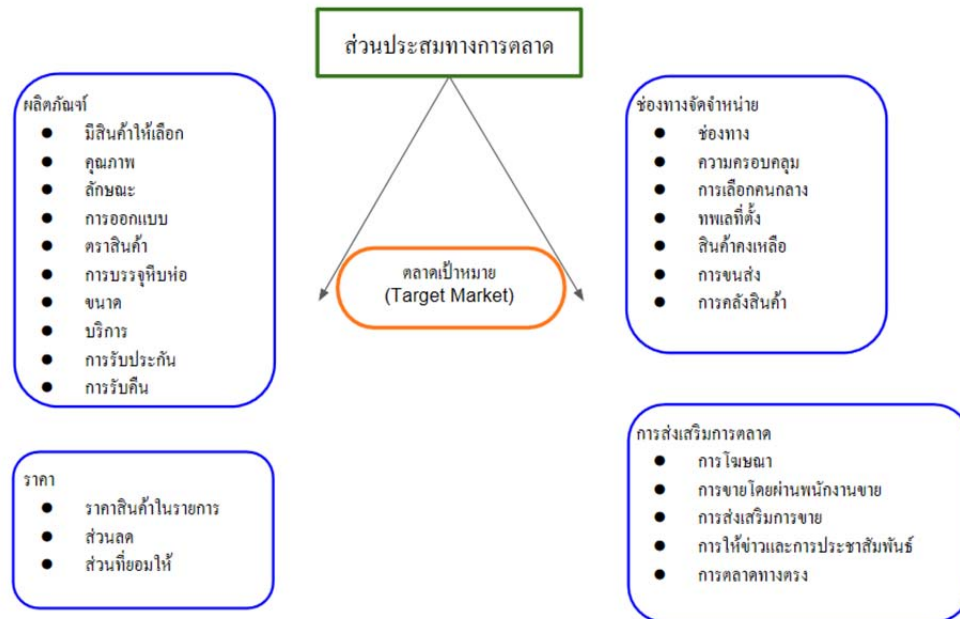 ส่วนประสมทางการตลาด
ผลิตภัณฑ์
● มีสินค้าให้เลือก
● คุณภาพ
● ลักษณะ
● การออกแบบ
● ตราสินค้า
● การบรรจุหีบห่อ
● ขนาด
● บริการ
● การรับประกัน
● การรับคืน
ราคา
● ราคาสินค้าในรายการ
● ส่วนลด
● ส่วนที่ยอมให้
ตลาดเป้าหมาย
(Target Market)
ช่องทางจัดจำหน่าย
● ช่องทาง
● ความครอบคลุม
● การเลือกคนกลาง
● ทพเลที่ตั้ง
● สินค้าคงเหลือ
● การขนส่ง
● การคลังสินค้า
การส่งเสริมการตลาด
● การโฆษณา
● การขายโดยผ่านพนักงานขาย
● การส่งเสริมการขาย
● การให้ข่าวและการประชาสัมพันธ์
● การตลาดทางตรง